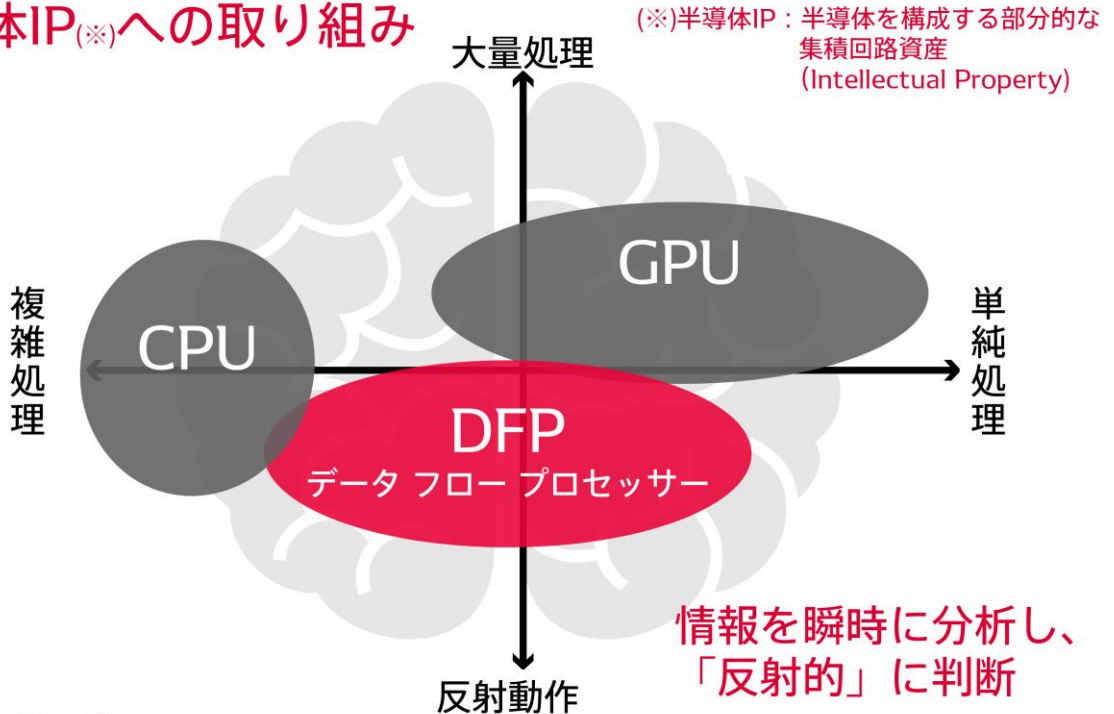 体IP(※)への取り組み
(※)半導体IP：半導体を構成する部分的な
集積回路資産
(Intellectual Property)
大量処理
GPU
複雑処理
CPU
単純処理
DFP
データ フロー プロセッサー
情報を瞬時に分析し、
「反射的」に判断
反射動作